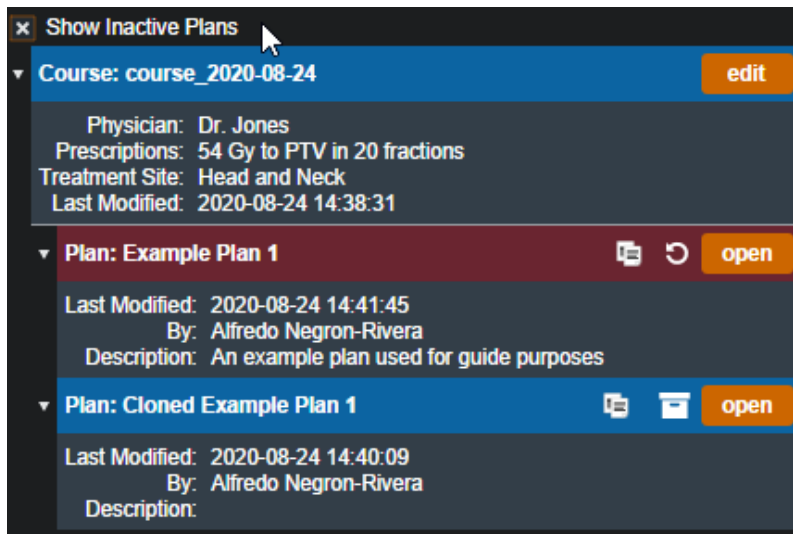 Show Inactive Plans
Course: course_2020-08-24 edit
Physician: Dr. Jones
Prescriptions: 54 Gy to PTV in 20 fractions
Treatment Site: Head and Neck
Last Modified: 2020-08-24 14:38:31
Plan: Example Plan 1 open
Last Modified: 2020-08-24 14:41:45
By: Alfredo Negron-Rivera
Description: An example plan used for guide purposes
Plan: Cloned Example Plan 1 open
Last Modified: 2020-08-24 14:40:09
By: Alfredo Negron-Rivera
Description: